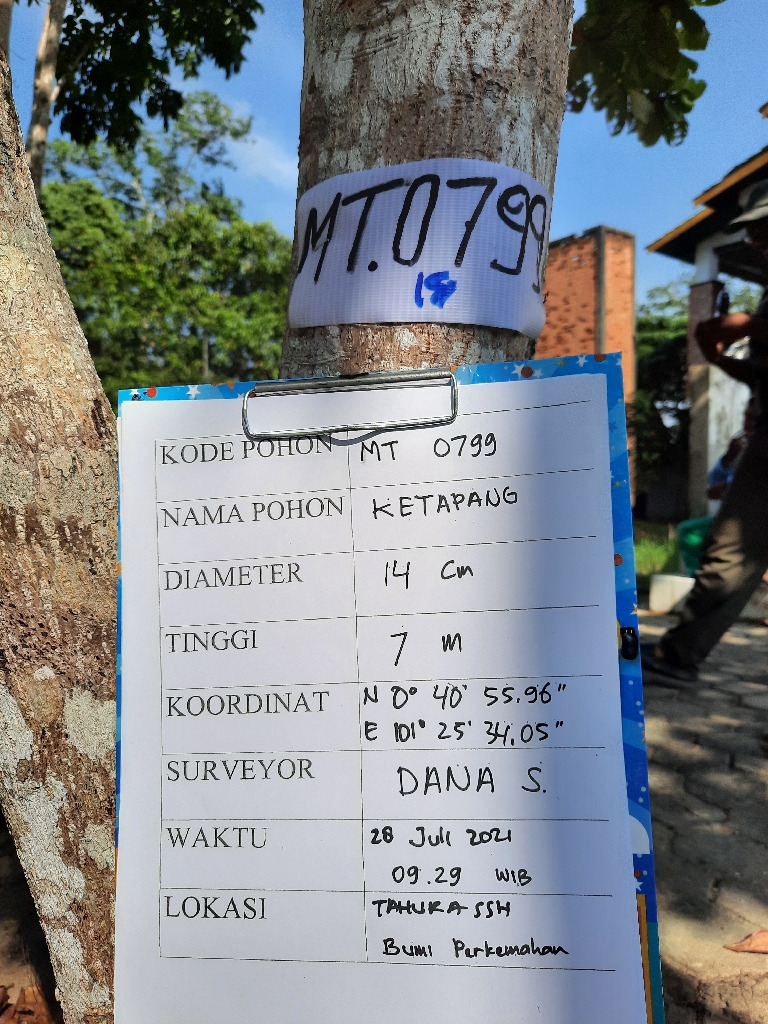 MT.0799
KODE POHON MT 0799
NAMA POHON KETAPANG
DIAMETER 14 Cm
TINGGI 7 m
KOORDINAT N 0° 40' 55.96"
E 101° 25' 34.05"
SURVEYOR DANA S.
WAKTU 28 Juli 2021
09.29 WIB
LOKASI TAHURA SSH
Bumi Perkemahan